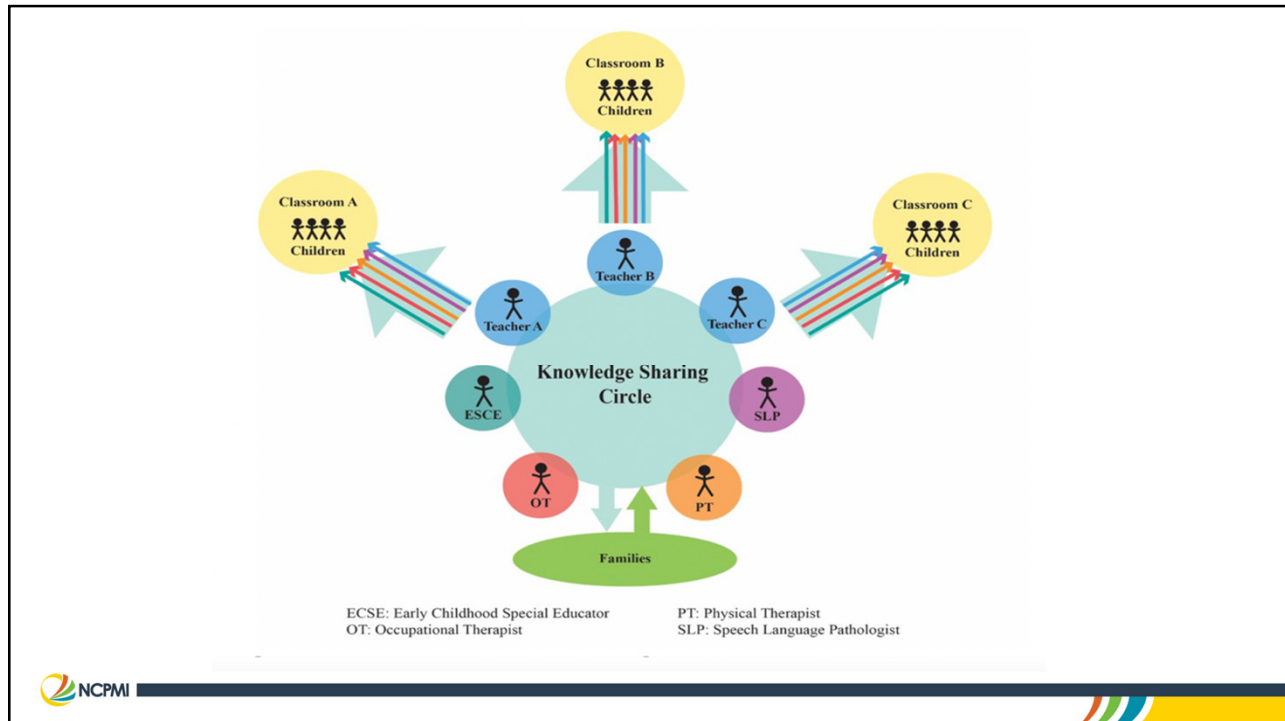 Classroom B
Children
Classroom A
Children
Classroom C
Children
Teacher B
Teacher A
Teacher C
Knowledge Sharing
Circle
ESCE
SLP
OT
PT
Families
ECSE: Early Childhood Special Educator
PT: Physical Therapist
OT: Occupational Therapist
SLP: Speech Language Pathologist
NCPMI